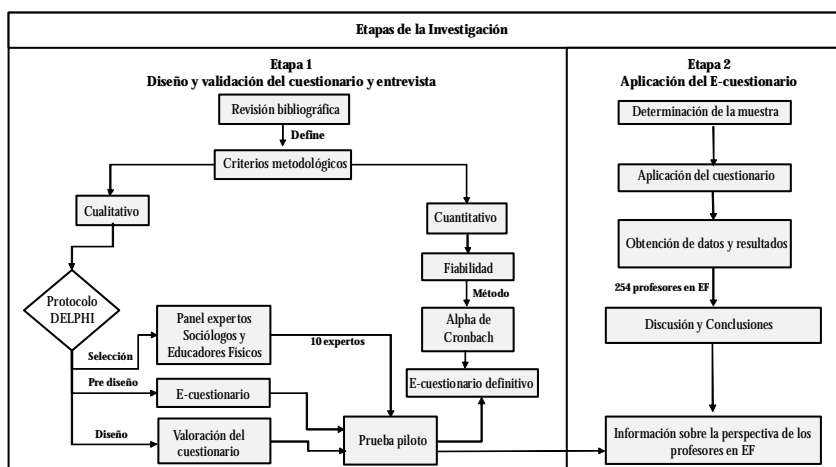 Etapas de la Investigación
Etapa 1
Diseño y validación del cuestionario y entrevista
Revisión bibliográfica
Define
Criterios metodológicos
Cualitativo
Cuantitativo
Fiabilidad
Método
Protocolo
DELPHI
Panel expertos
Sociólogos y
Educadores Físicos
10 expertos
Alpha de
Cronbach
Selección
Pre diseño
E-cuestionario
E-cuestionario definitivo
Diseño
Valoración del
cuestionario
Prueba piloto
Etapa 2
Aplicación del E-cuestionario
Determinación de la muestra
Aplicación del cuestionario
Obtención de datos y resultados
254 profesores en EF
Discusión y Conclusiones
Información sobre la perspectiva de los
profesores en EF